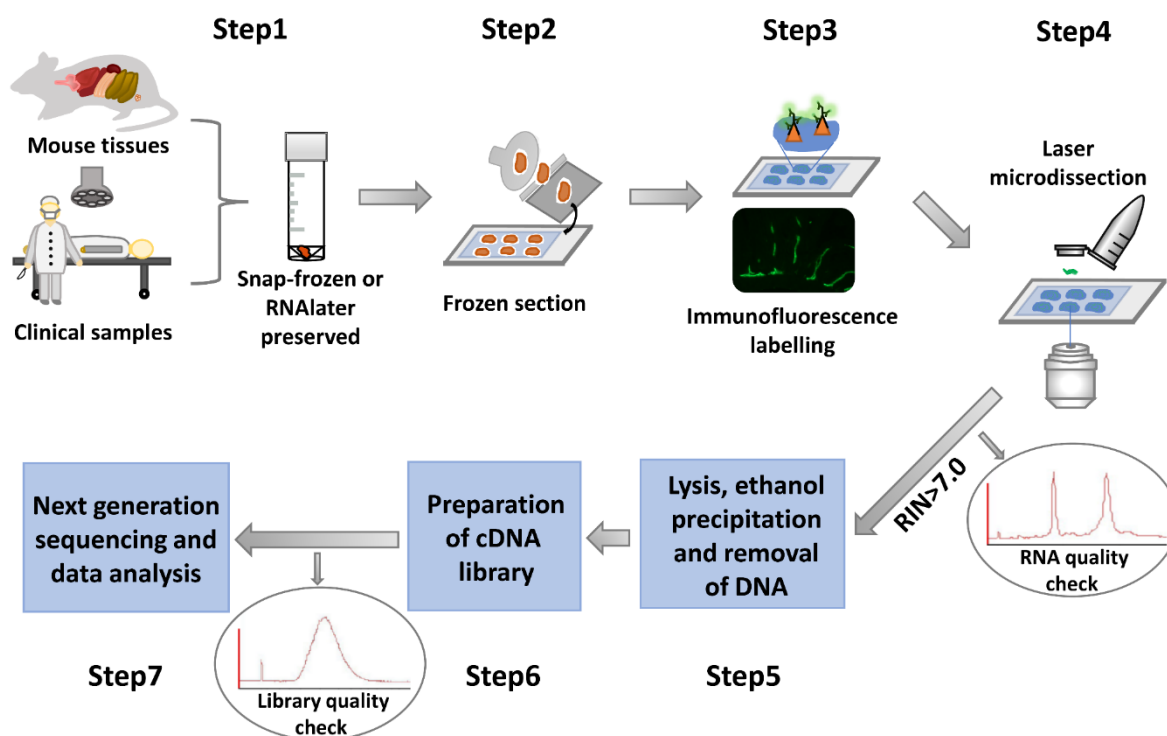 Step1
Step2
Step3
Step4
Mouse tissues
Clinical samples
Snap-frozen or
RNAlater
preserved
Frozen section
Immunofluorescence
labelling
Laser
microdissection
RIN>7.0
RNA quality
check
Lysis, ethanol
precipitation
and removal
of DNA
Preparation
of cDNA
library
Next generation
sequencing and
data analysis
Library quality
check
Step7
Step6
Step5